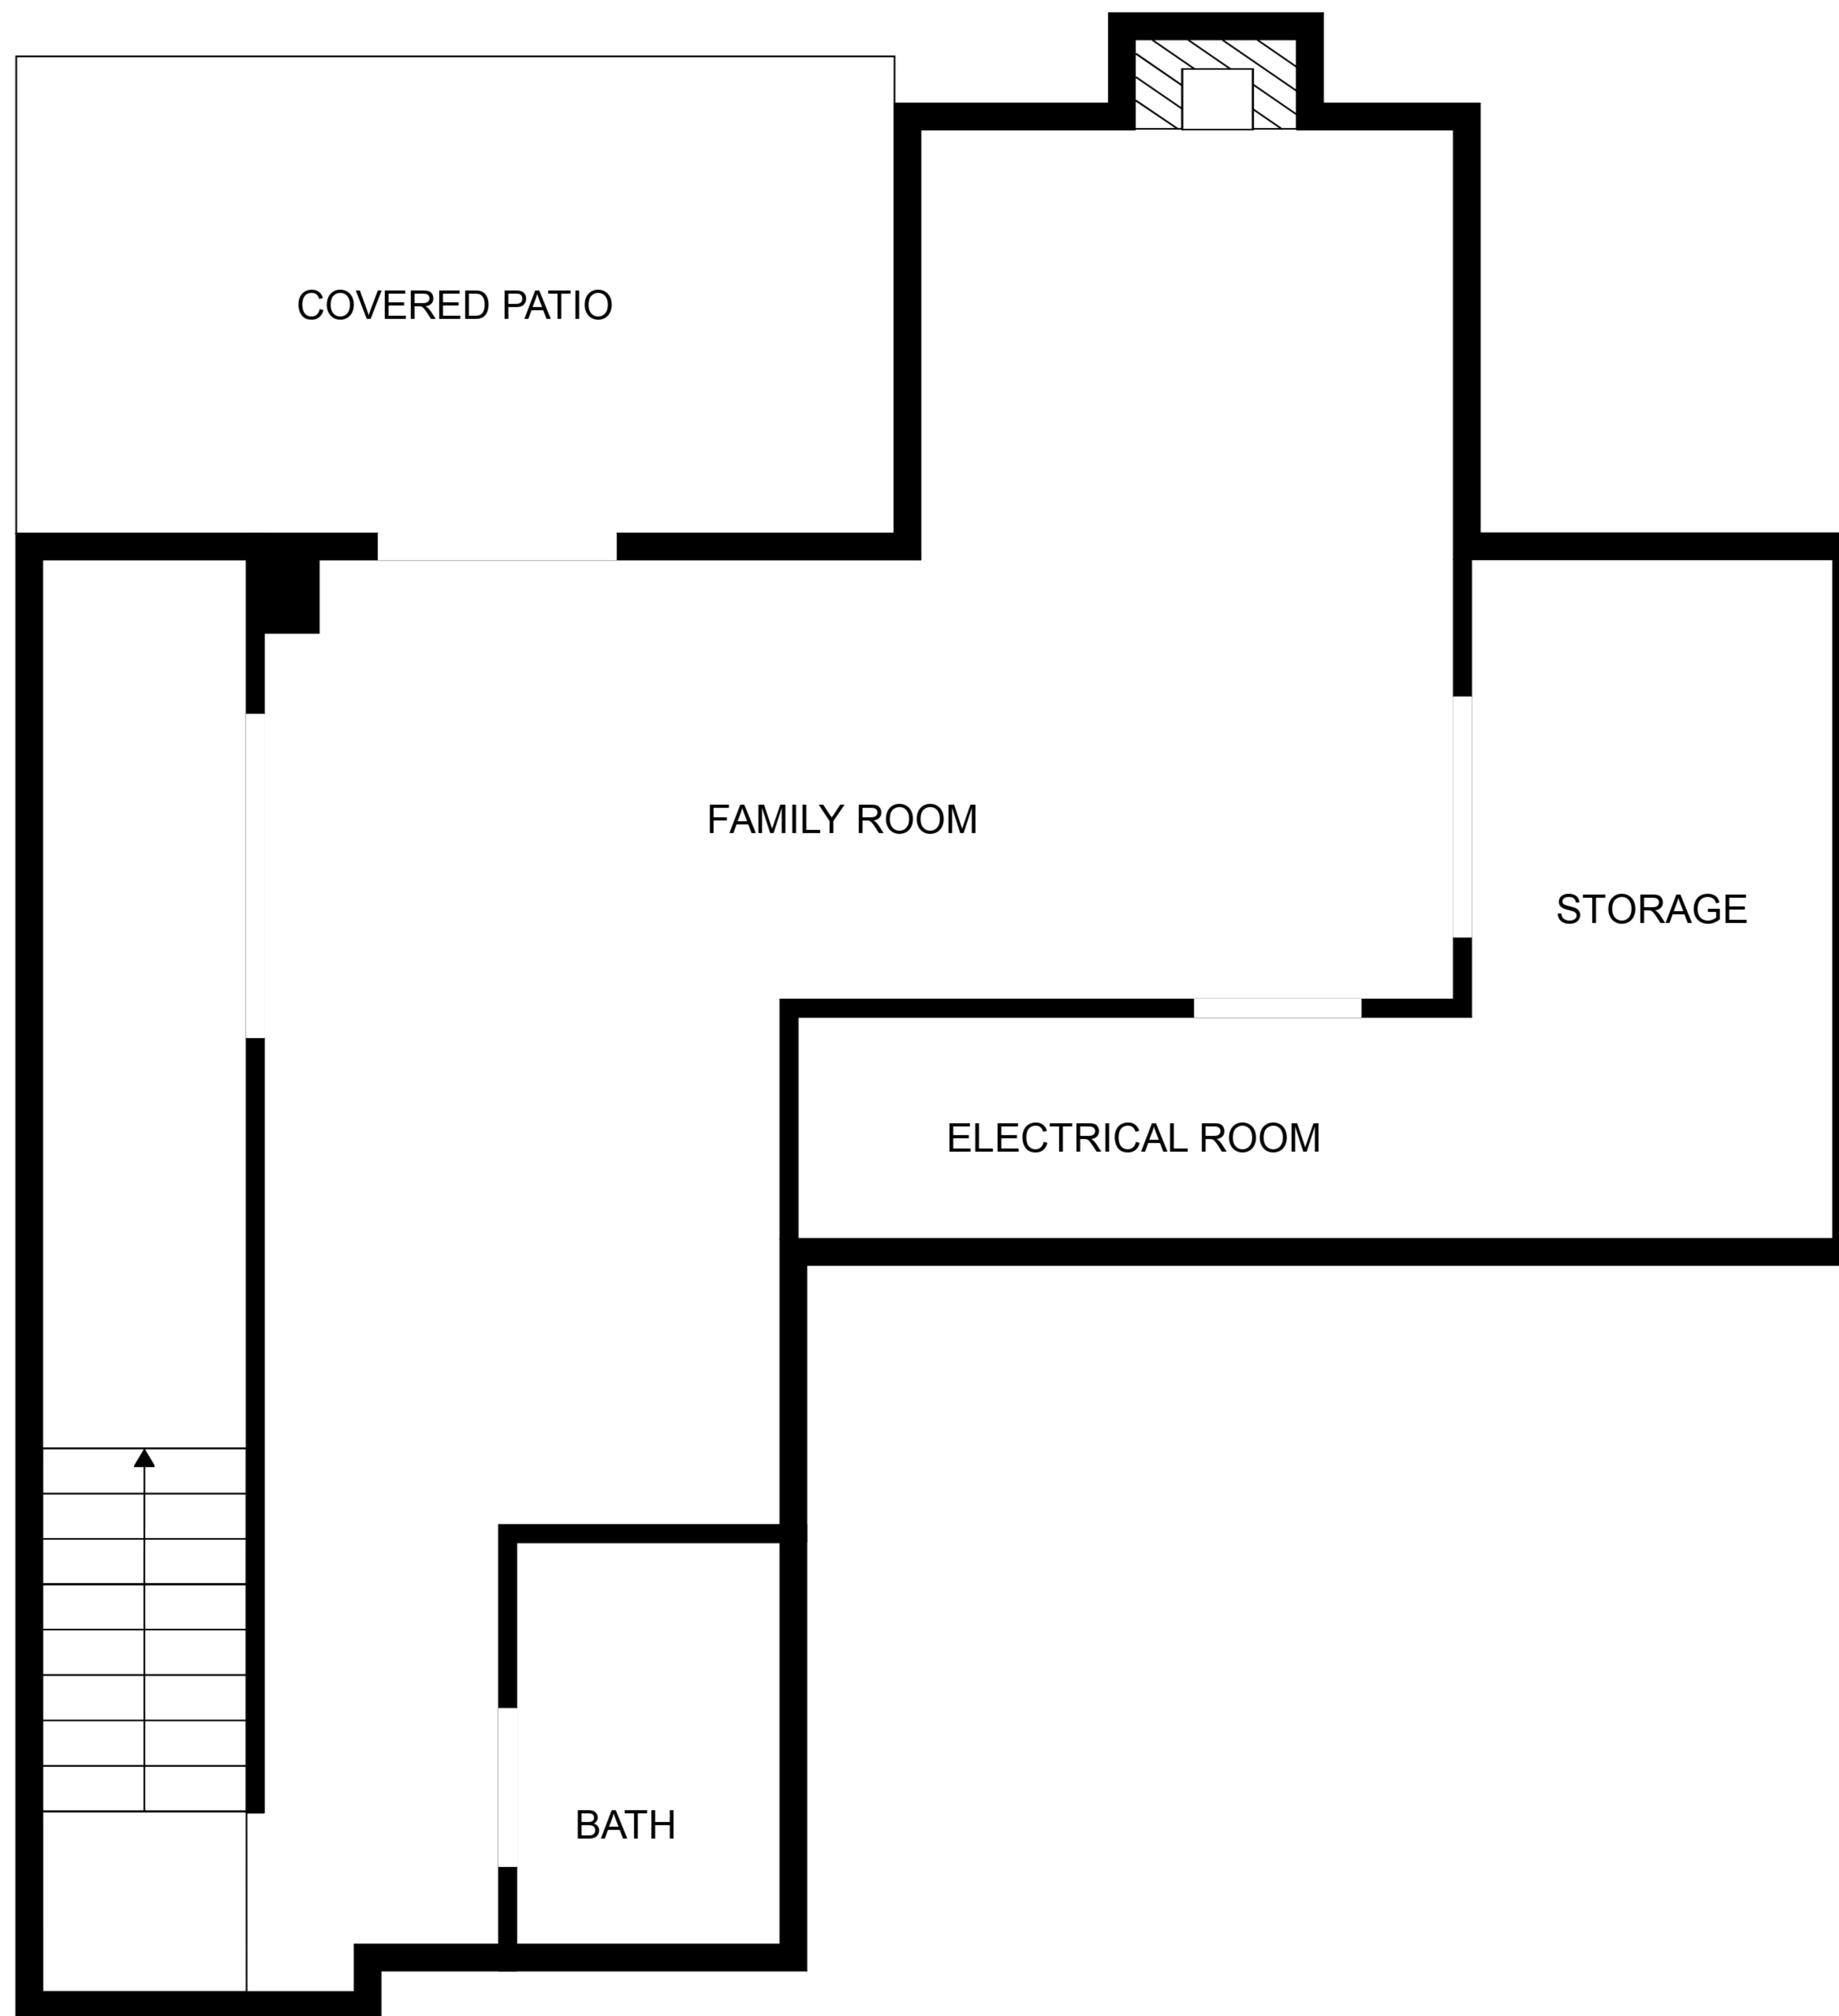 COVERED PATIO
FAMILY ROOM
STORAGE
ELECTRICAL ROOM
BATH